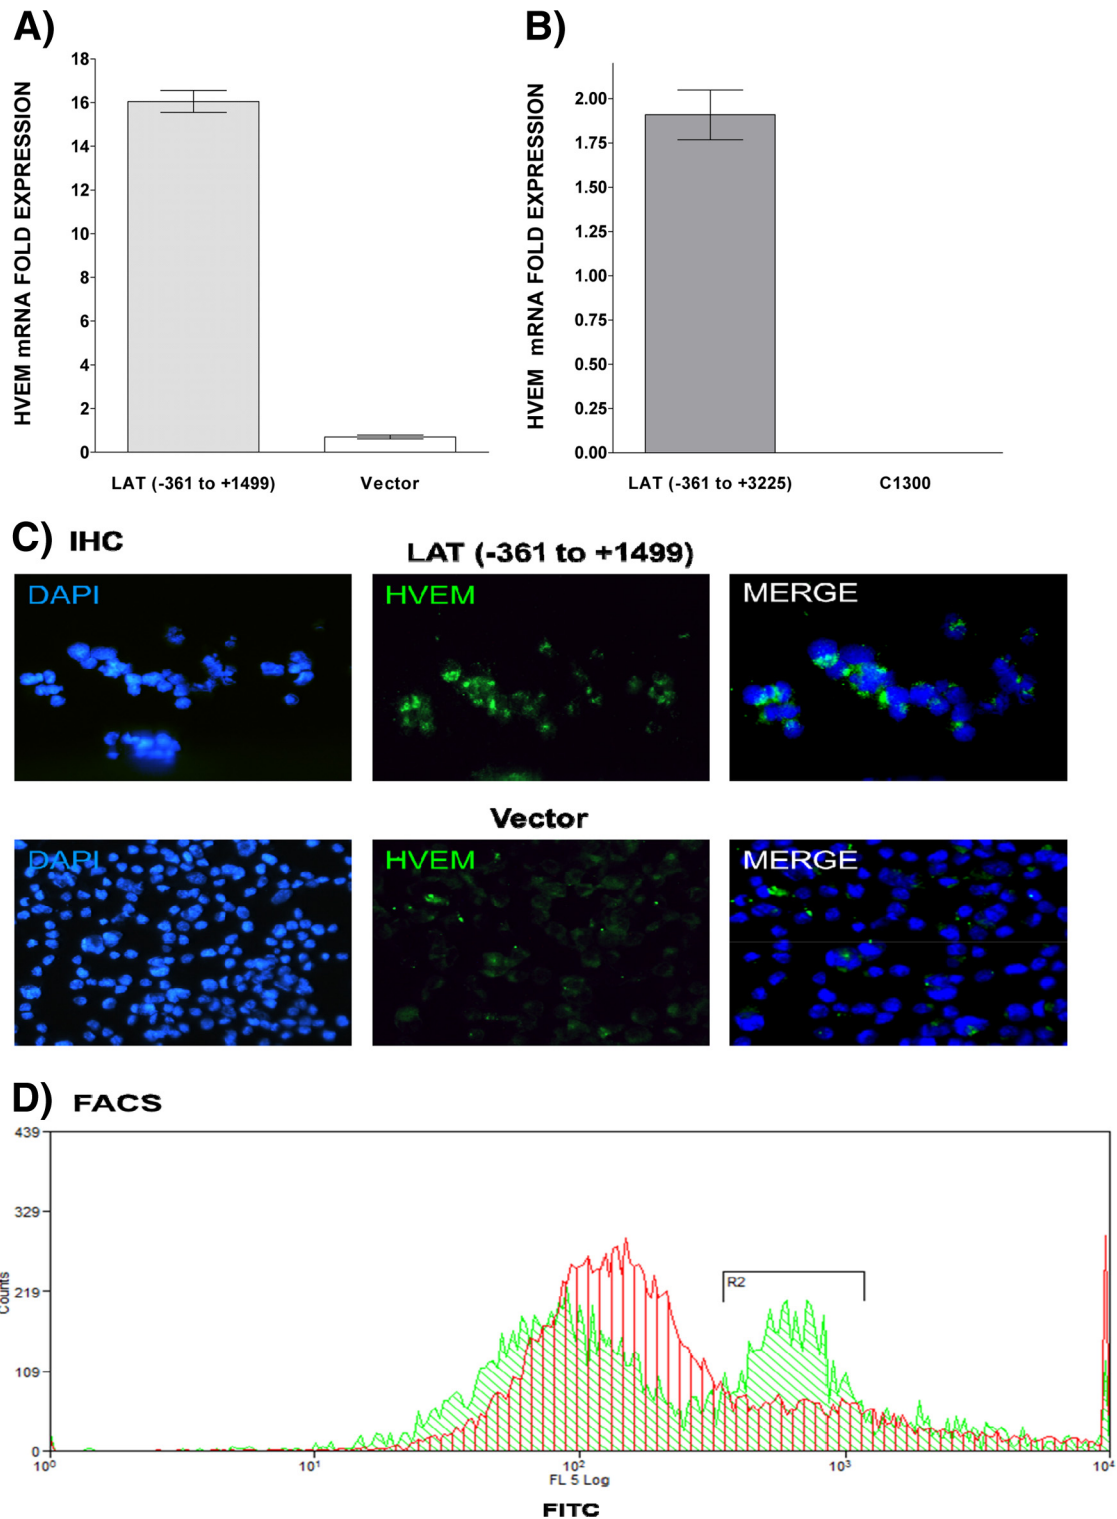 A)
HVEM mRNA FOLD EXPRESSION
18
16
14
12
10
8
6
4
2
0
LAT (-361 to +1499)
Vector
B)
HVEM mRNA FOLD EXPRESSION
2.00
1.75
1.50
1.25
1.00
0.75
0.50
0.25
0.00
LAT (-361 to +3225)
C1300
C) IHC
LAT (-361 to +1499)
DAPI
HVEM
MERGE
Vector
DAPI
HVEM
MERGE
D) FACS
Counts
439
329
219
109
0
R2
10⁰
10¹
10²
10³
10⁴
FL 5 Log
FITC